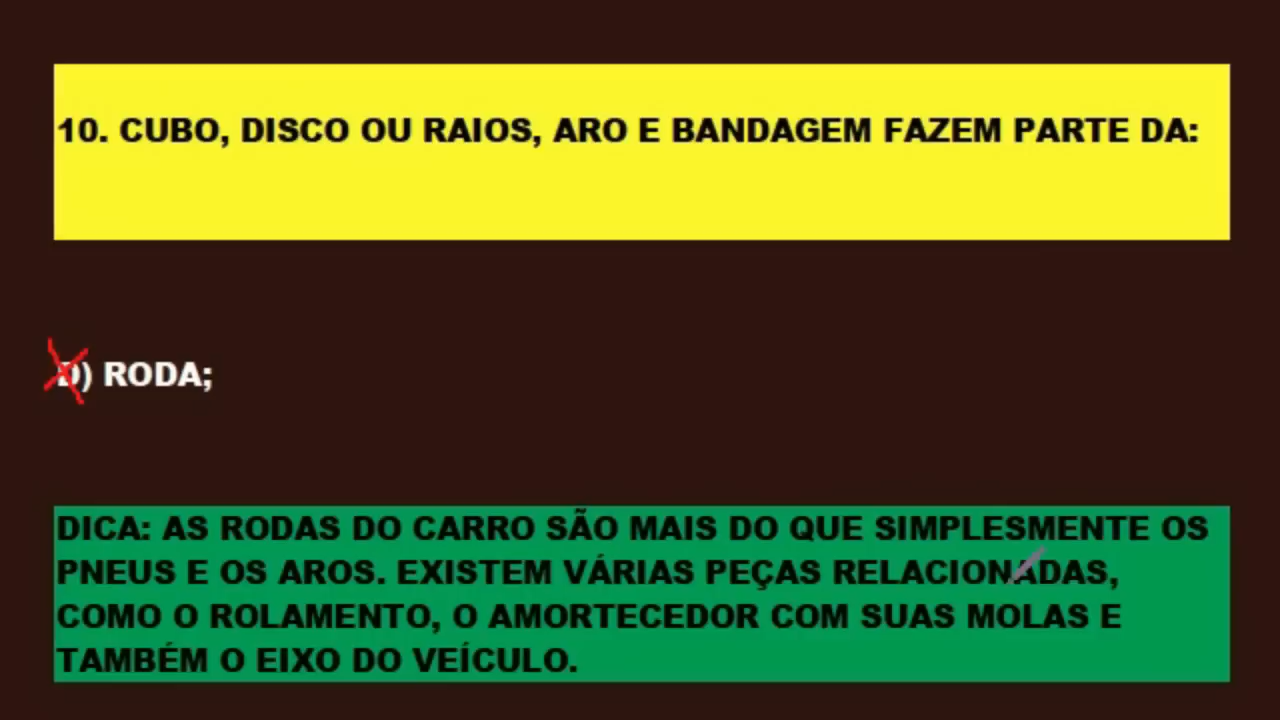 10. CUBO, DISCO OU RAIOS, ARO E BANDAGEM FAZEM PARTE DA:
D) RODA;
DICA: AS RODAS DO CARRO SÃO MAIS DO QUE SIMPLESMENTE OS
PNEUS E OS AROS. EXISTEM VÁRIAS PEÇAS RELACIONADAS,
COMO O ROLAMENTO, O AMORTECEDOR COM SUAS MOLAS E
TAMBÉM O EIXO DO VEÍCULO.